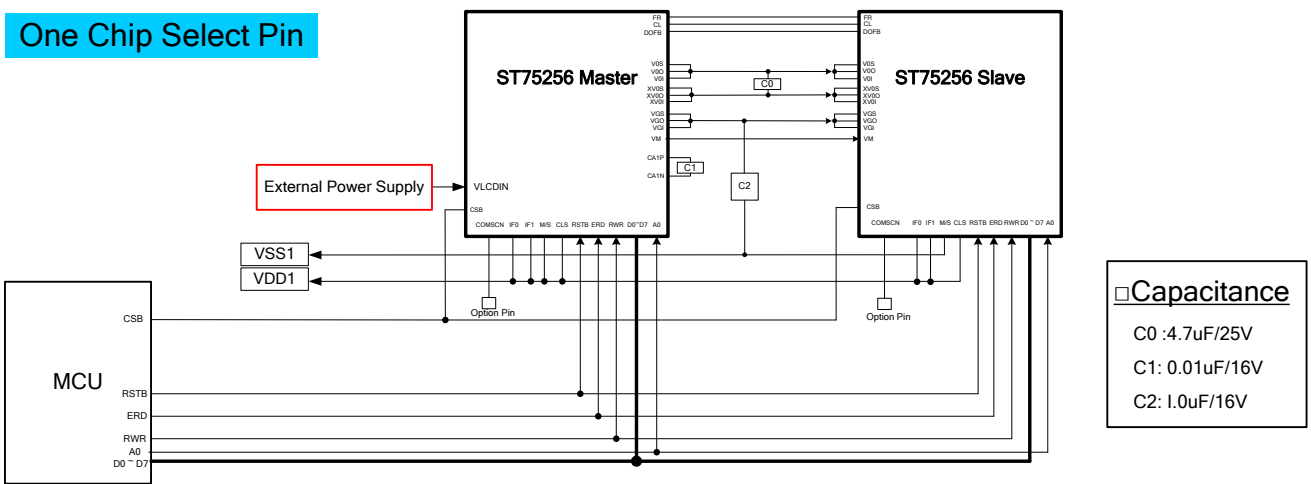 One Chip Select Pin
ST75256 Master
FR
CL
DOFB
V0S
V0O
V0I
XV0S
XV0O
XV0I
VGS
VGO
VGI
VM
CA1P
CA1N
VLCDIN
CSB
COMSCN IF0 IF1 M/S CLS RSTB ERD RWR D0~D7 A0
C0
C1
C2
ST75256 Slave
FR
CL
DOFB
V0S
V0O
V0I
XV0S
XV0O
XV0I
VGS
VGO
VGI
VM
CSB
COMSCN IF0 IF1 M/S CLS RSTB ERD RWR D0~D7 A0
External Power Supply
VSS1
VDD1
Option Pin
Option Pin
MCU
CSB
RSTB
ERD
RWR
A0
D0~D7
□Capacitance
C0 :4.7uF/25V
C1: 0.01uF/16V
C2: I.0uF/16V